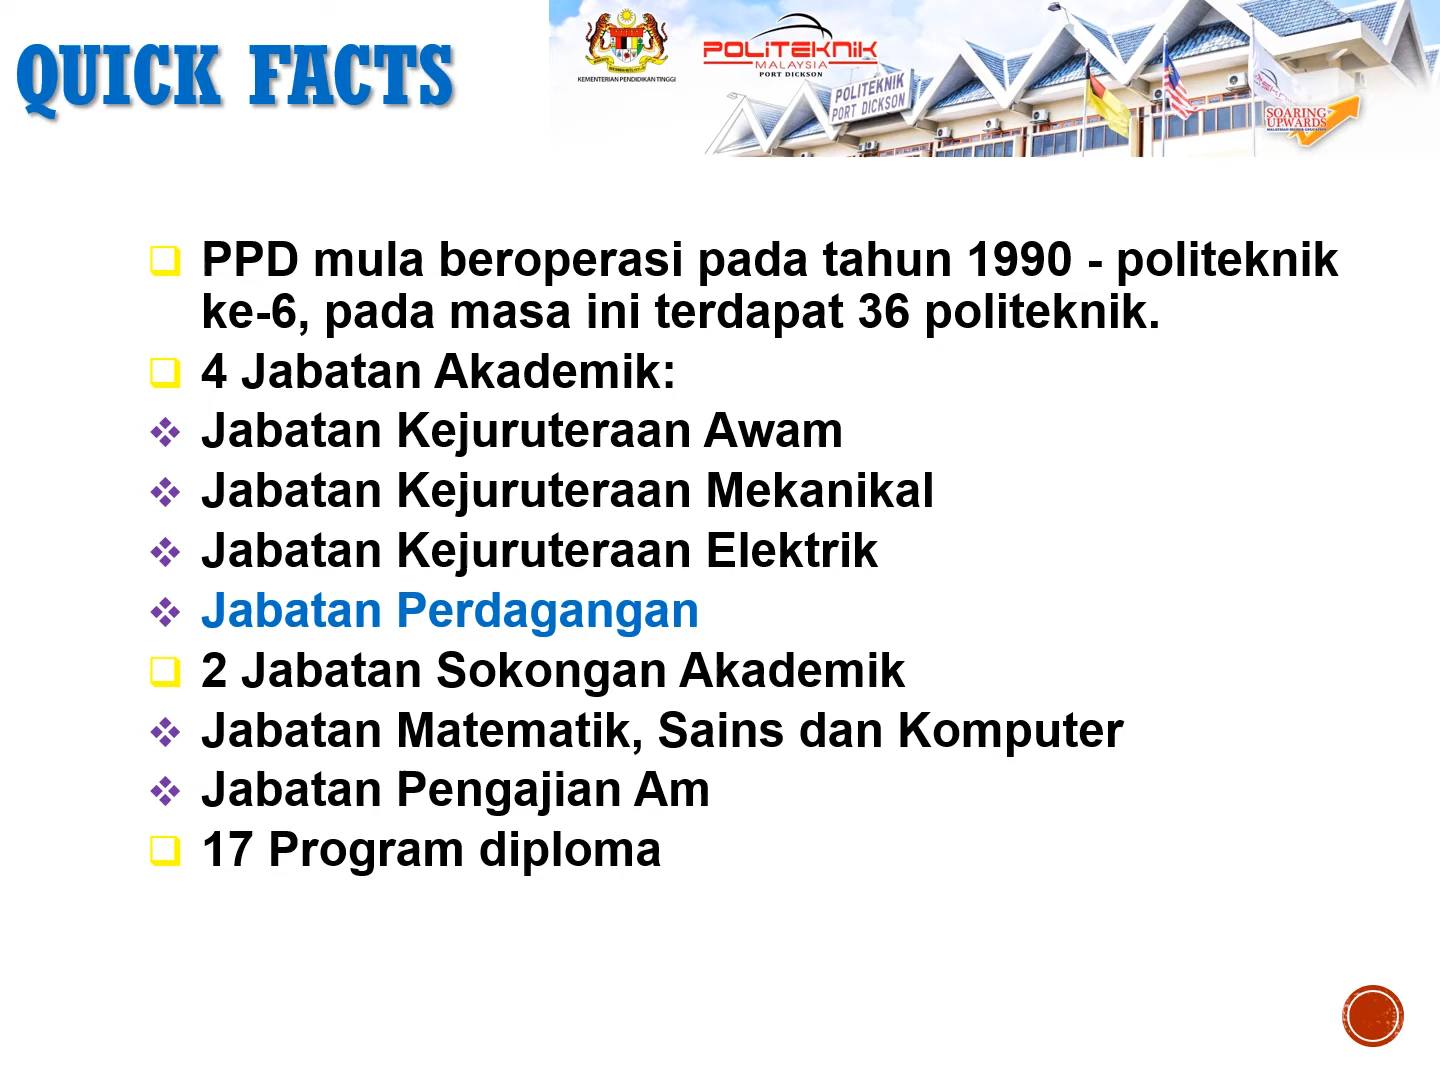 QUICK FACTS
KEMENTERIAN PENDIDIKAN TINGGI
POLITEKNIK
MALAYSIA
PORT DICKSON
POLITEKNIK
PORT DICKSON
SOARING
UPWARDS
PPD mula beroperasi pada tahun 1990 - politeknik
ke-6, pada masa ini terdapat 36 politeknik.
4 Jabatan Akademik:
Jabatan Kejuruteraan Awam
Jabatan Kejuruteraan Mekanikal
Jabatan Kejuruteraan Elektrik
Jabatan Perdagangan
2 Jabatan Sokongan Akademik
Jabatan Matematik, Sains dan Komputer
Jabatan Pengajian Am
17 Program diploma